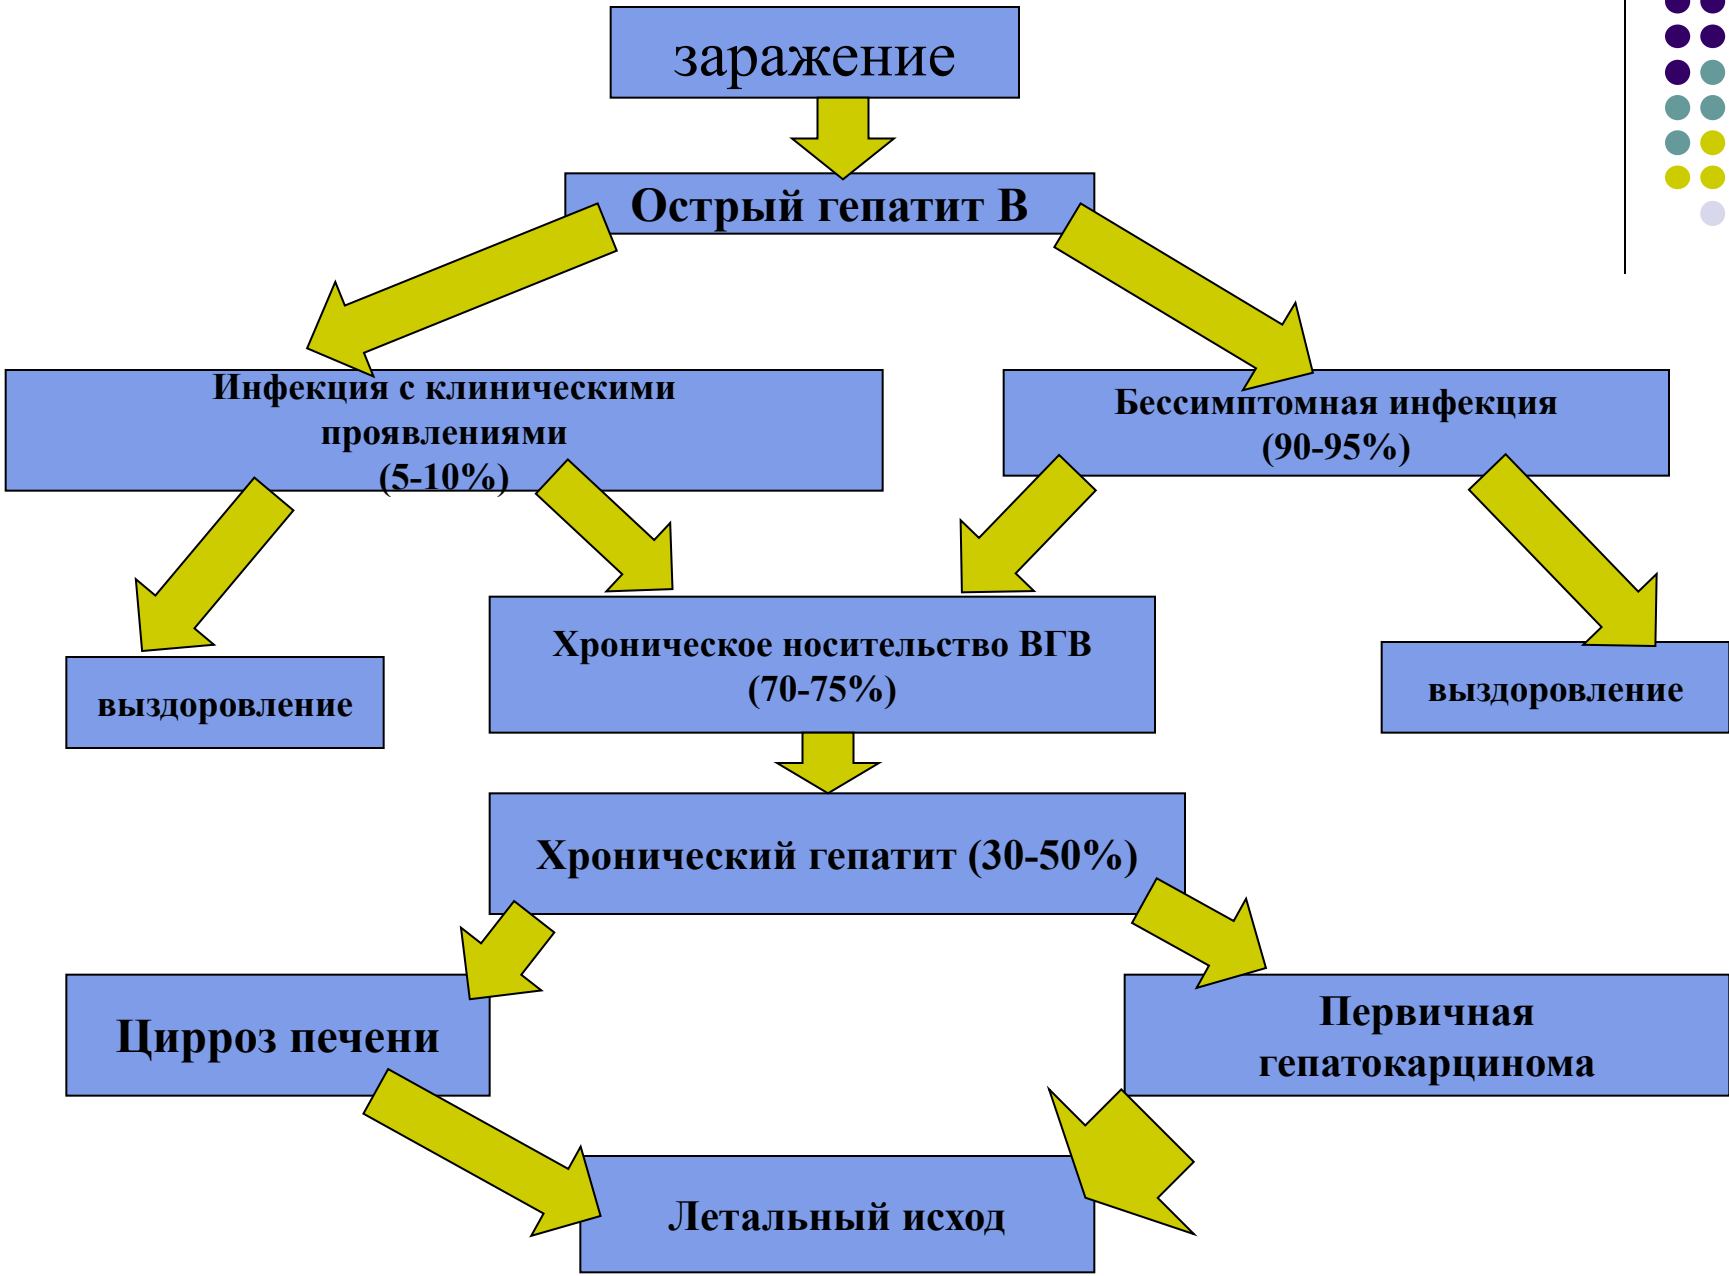 заражение
Острый гепатит В
Инфекция с клиническими
проявлениями
(5-10%)
Бессимптомная инфекция
(90-95%)
Хроническое носительство ВГВ
(70-75%)
выздоровление
выздоровление
Хронический гепатит (30-50%)
Цирроз печени
Первичная
гепатокарцинома
Летальный исход